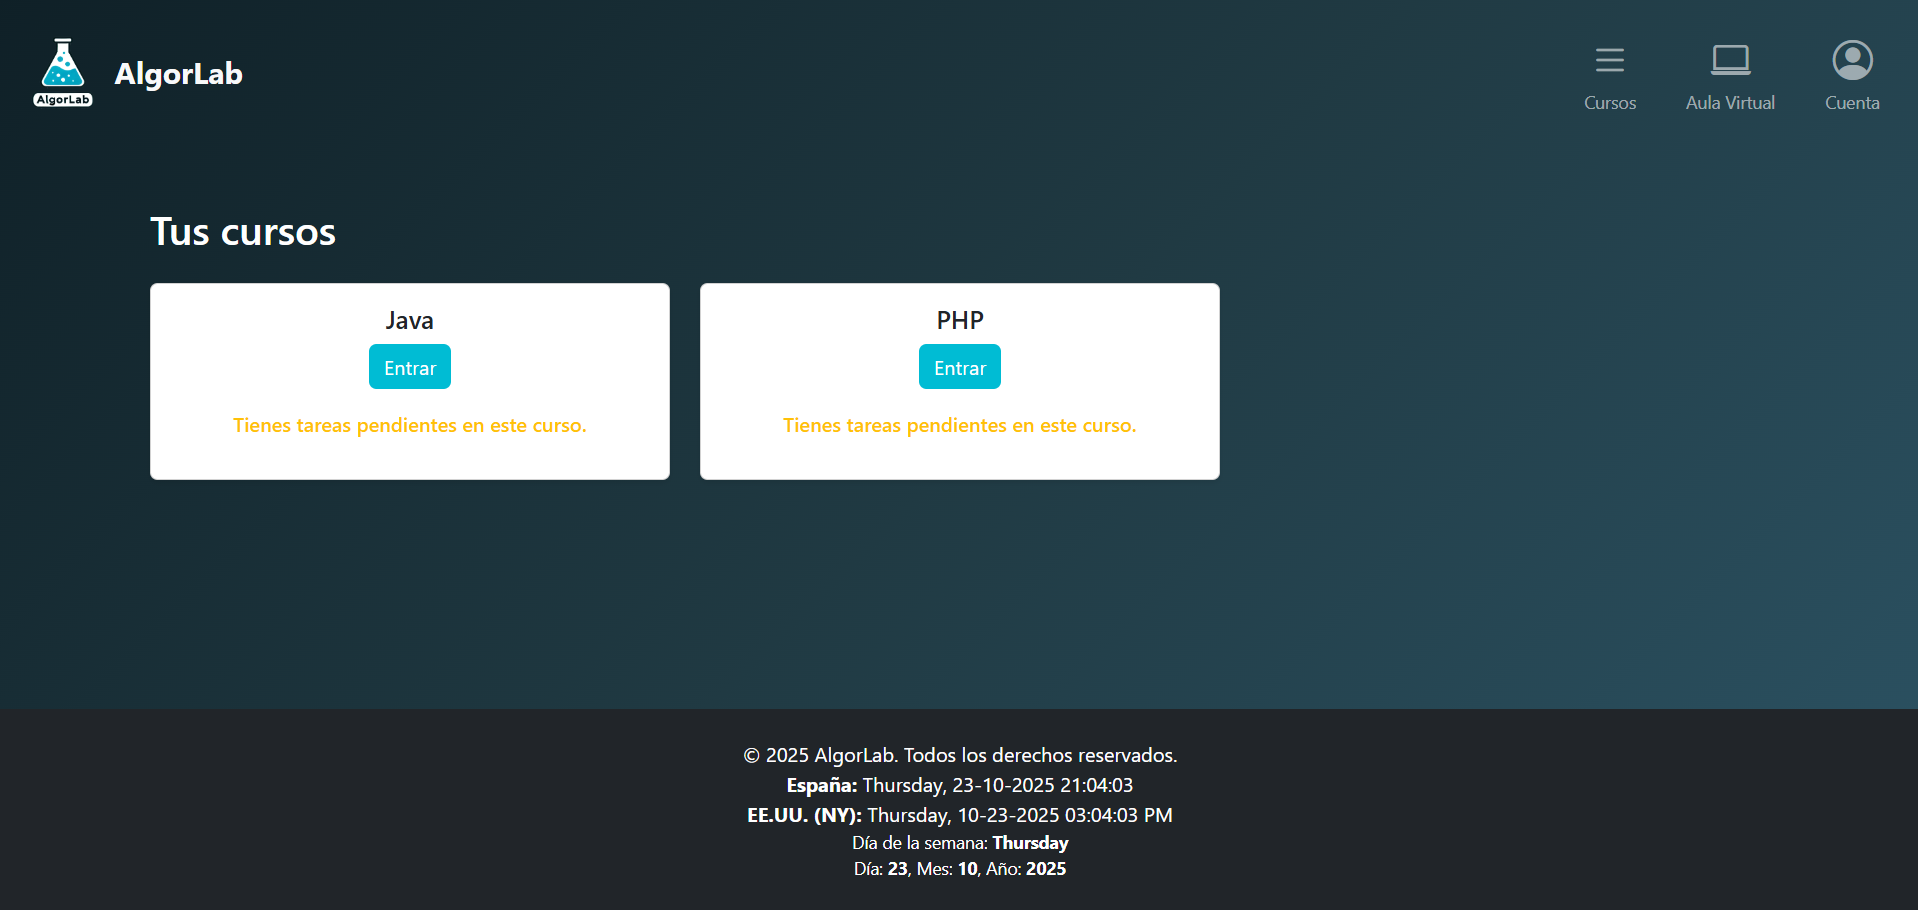 AlgorLab
AlgorLab
Cursos
Aula Virtual
Cuenta
Tus cursos
Java
Entrar
Tienes tareas pendientes en este curso.
PHP
Entrar
Tienes tareas pendientes en este curso.
© 2025 AlgorLab. Todos los derechos reservados.
España: Thursday, 23-10-2025 21:04:03
EE.UU. (NY): Thursday, 10-23-2025 03:04:03 PM
Día de la semana: Thursday
Día: 23, Mes: 10, Año: 2025